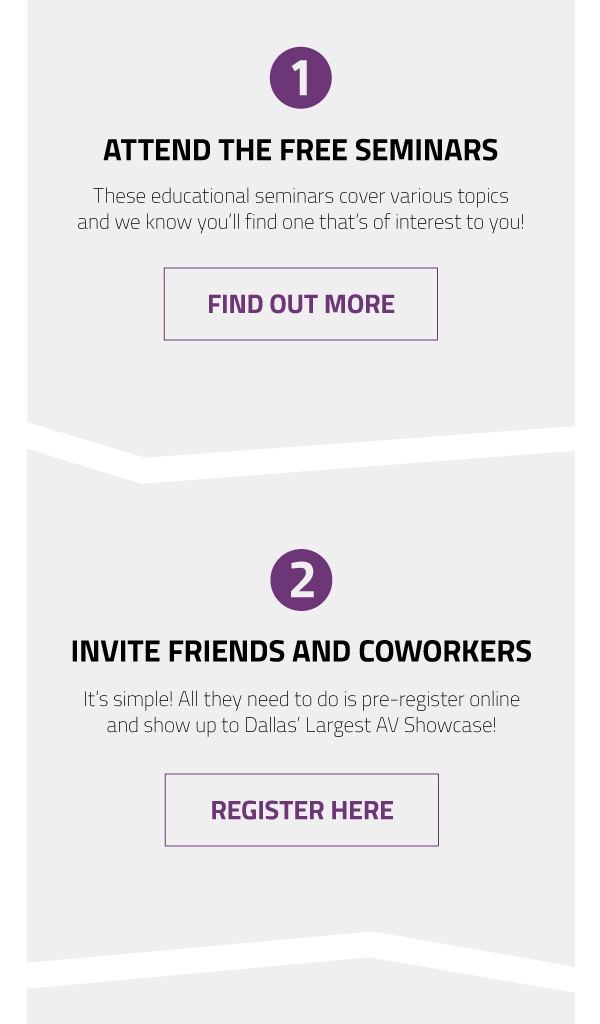 1
ATTEND THE FREE SEMINARS
These educational seminars cover various topics
and we know you’ll find one that’s of interest to you!
FIND OUT MORE
2
INVITE FRIENDS AND COWORKERS
It’s simple! All they need to do is pre-register online
and show up to Dallas’ Largest AV Showcase!
REGISTER HERE